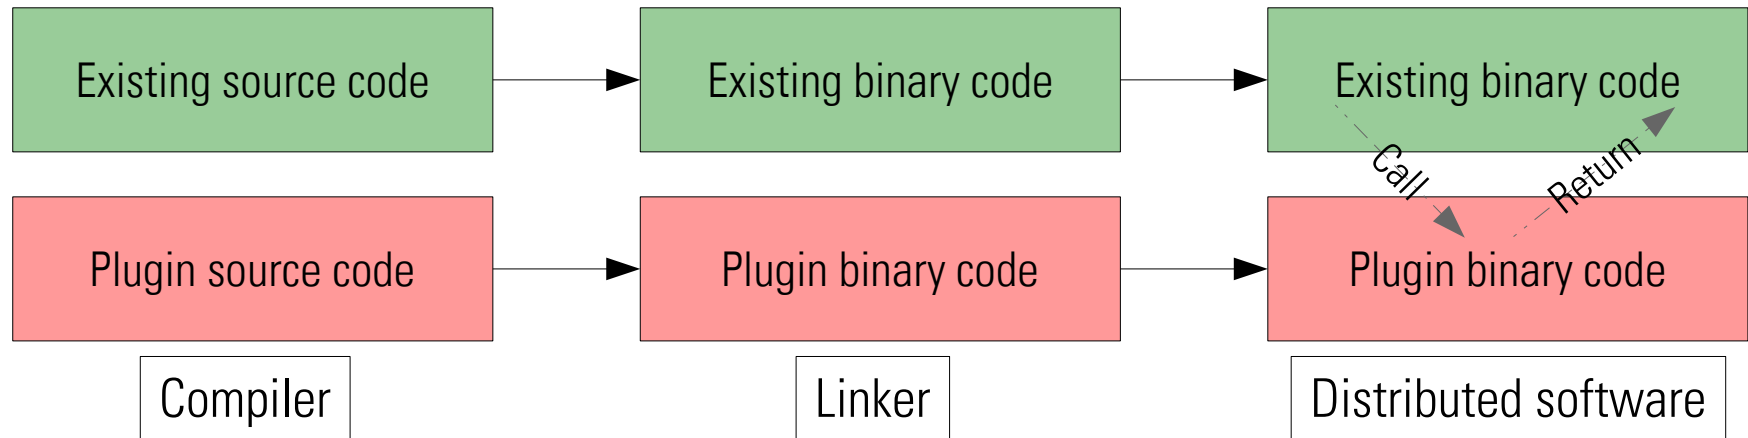 Existing source code
Existing binary code
Existing binary code
Call
Return
Plugin source code
Plugin binary code
Plugin binary code
Compiler
Linker
Distributed software